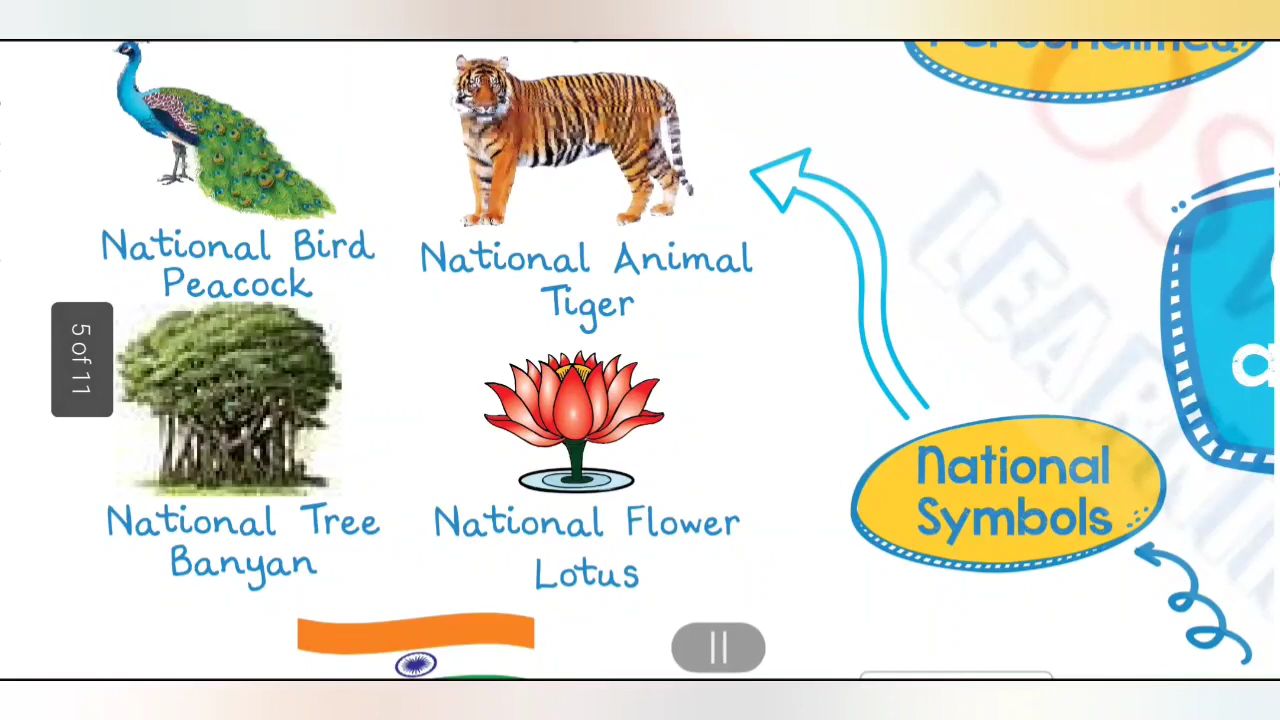 National Bird
Peacock
National Animal
Tiger
5 of 11
National Tree
Banyan
National Flower
Lotus
National
Symbols